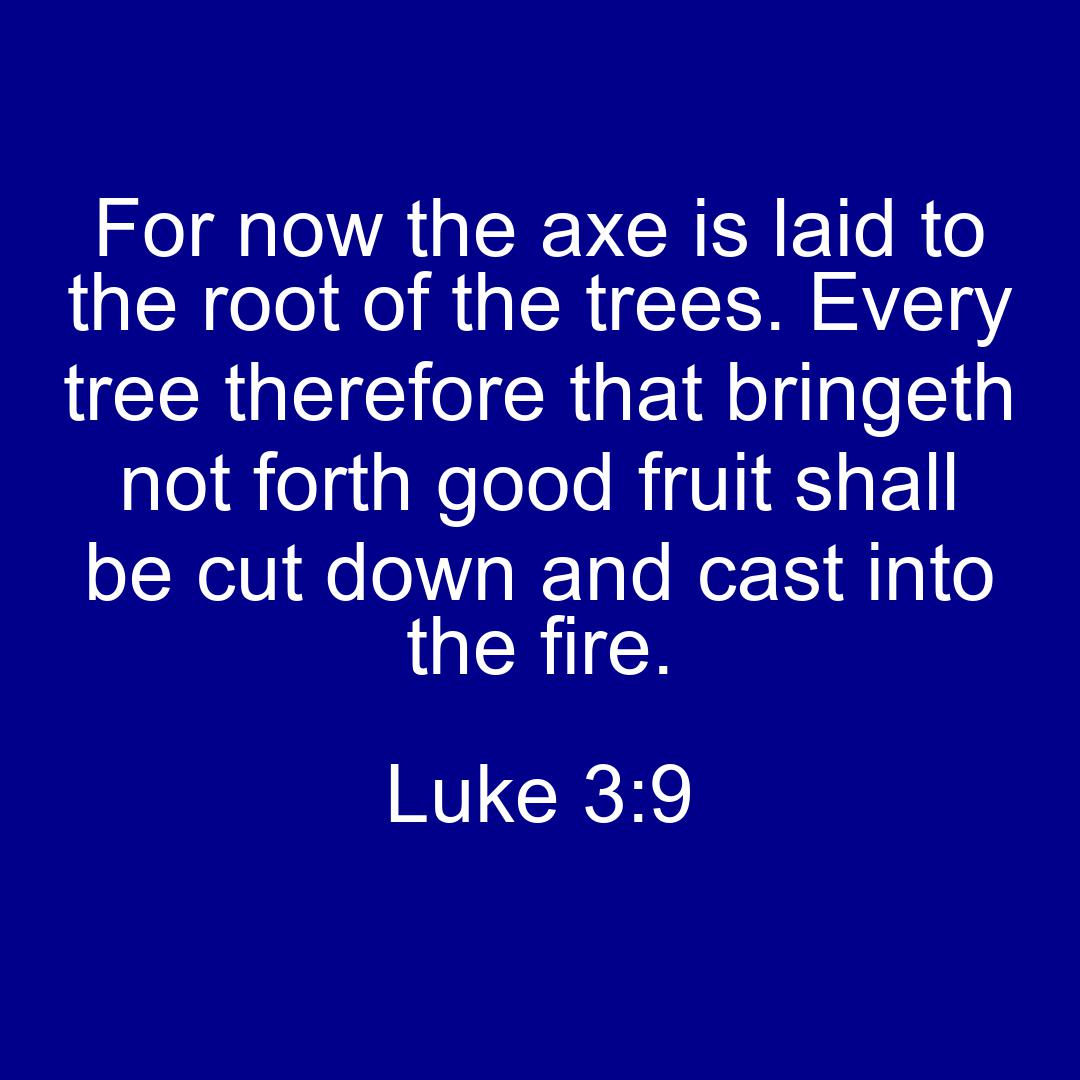 For now the axe is laid to
the root of the trees. Every
tree therefore that bringeth
not forth good fruit shall
be cut down and cast into
the fire.
Luke 3:9